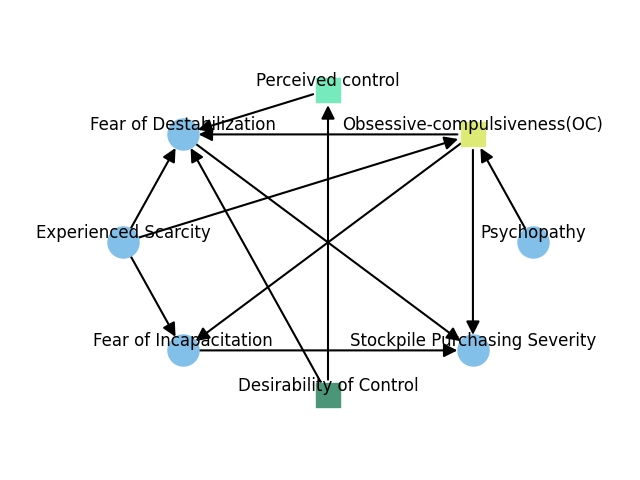 Perceived control
Fear of Destabilization
Obsessive-compulsiveness(OC)
Experienced Scarcity
Psychopathy
Fear of Incapacitation
Stockpile Purchasing Severity
Desirability of Control